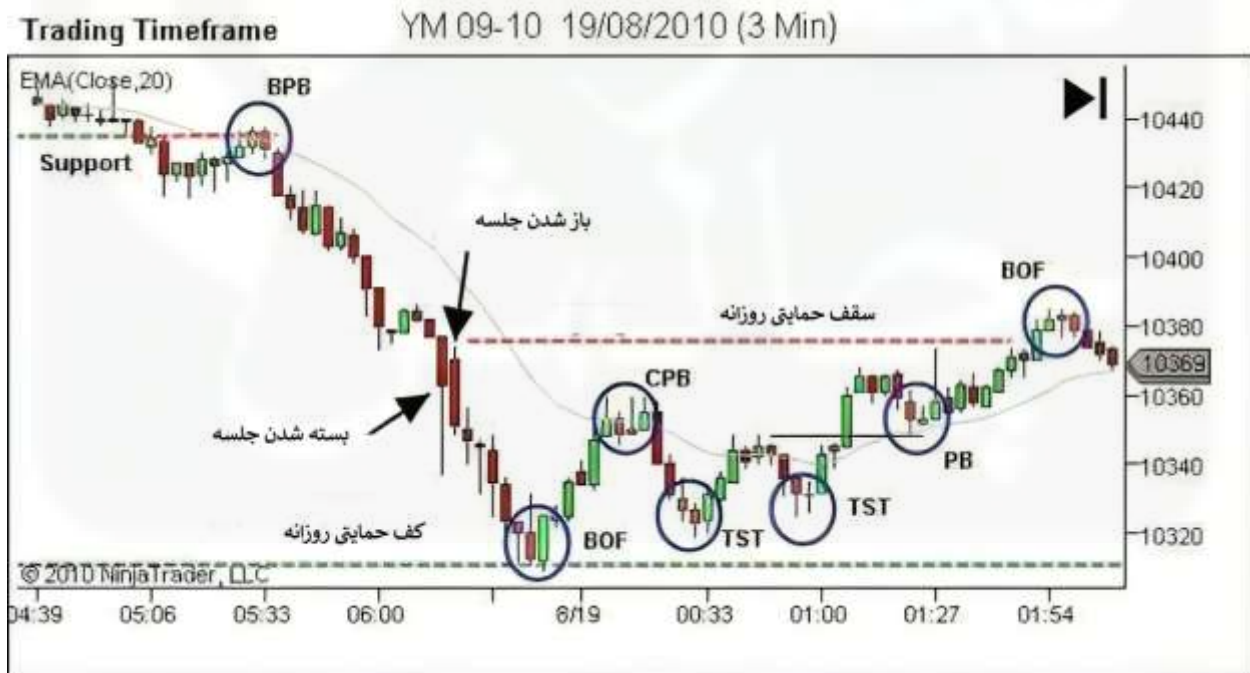 Trading Timeframe
YM 09-10 19/08/2010 (3 Min)
EMA(Close,20)
BPB
10440
Support
10420
باز شدن جلسه
10400
BOF
سقف حمایتی روزانه
10380
CPB
10369
10360
بسته شدن جلسه
PB
10340
TST
کف حمایتی روزانه
BOF
TST
10320
© 2010 NinjaTrader, LLC
04:39 05:06 05:33 06:00 8/19 00:33 01:00 01:27 01:54